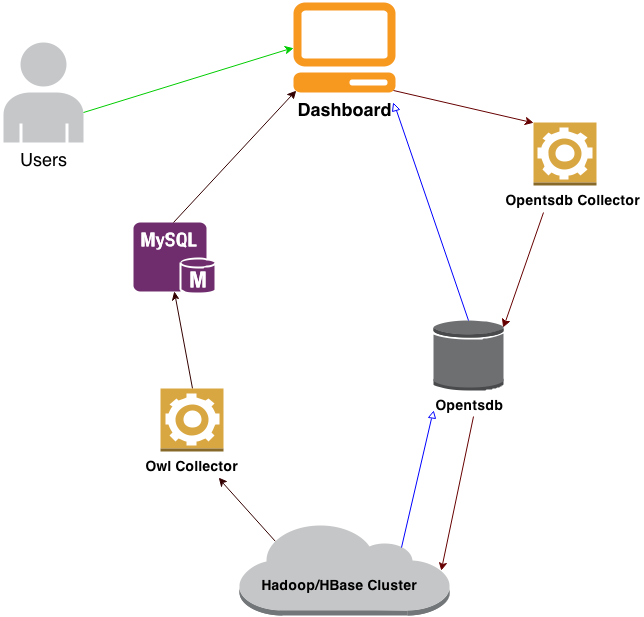 Dashboard
Users
Opentsdb Collector
MySQL
M
Opentsdb
Owl Collector
Hadoop/HBase Cluster